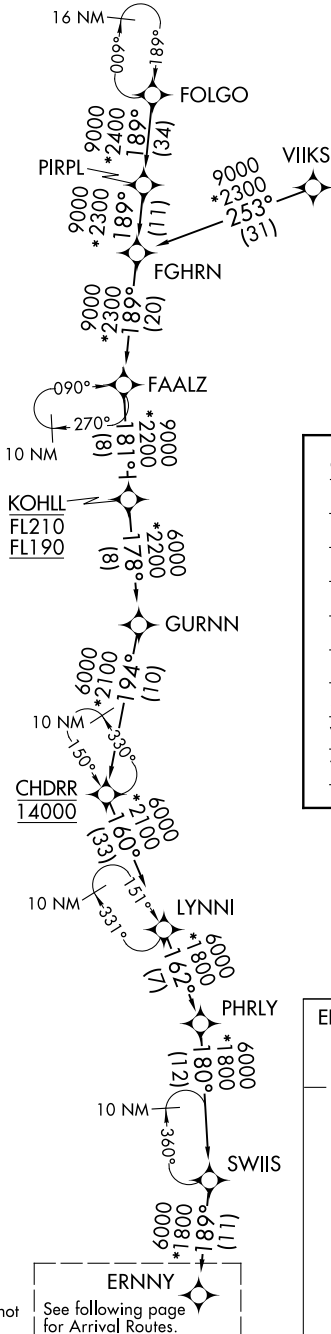 16 NM
009°
189°
FOLGO
9000
*2400
189°
(34)
PIRPL
VIIKS
9000
*2300
253°
(31)
9000
*2300
189°
(11)
FGHRN
9000
*2300
189°
(20)
090°
FAALZ
270°
10 NM
9000
*2200
181°
(8)
KOHLL
FL210
FL190
6000
*2200
178°
(8)
GURNN
6000
*2100
194°
(10)
10 NM
330°
150°
CHDRR
14000
6000
*2100
160°
(33)
151°
10 NM
331°
LYNNI
6000
*1800
162°
(7)
PHRLY
6000
*1800
180°
(12)
10 NM
360°
SWIIS
6000
*1800
189°
(11)
ERNNY
not
See following page
for Arrival Routes.